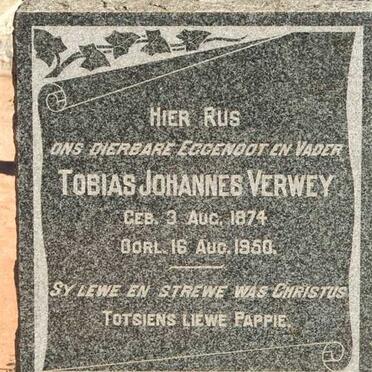 Hier Rus
ons dierbare Eggenoot en Vader
Tobias Johannes Verwey
Geb. 3 Aug. 1874
Oorl. 16 Aug. 1950.
Sy lewe en strewe was Christus
Totsiens liewe Pappie.